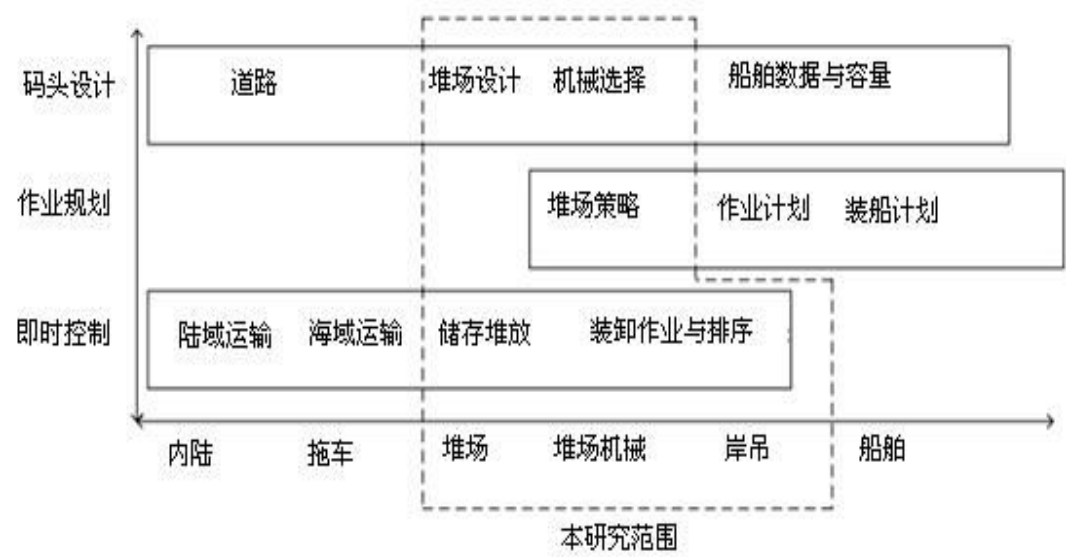 码头设计 道路 堆场设计 机械选择 船舶数据与容量
作业规划 堆场策略 作业计划 装船计划
即时控制 陆域运输 海域运输 储存堆放 装卸作业与排序
内陆 拖车 堆场 堆场机械 岸吊 船舶
本研究范围